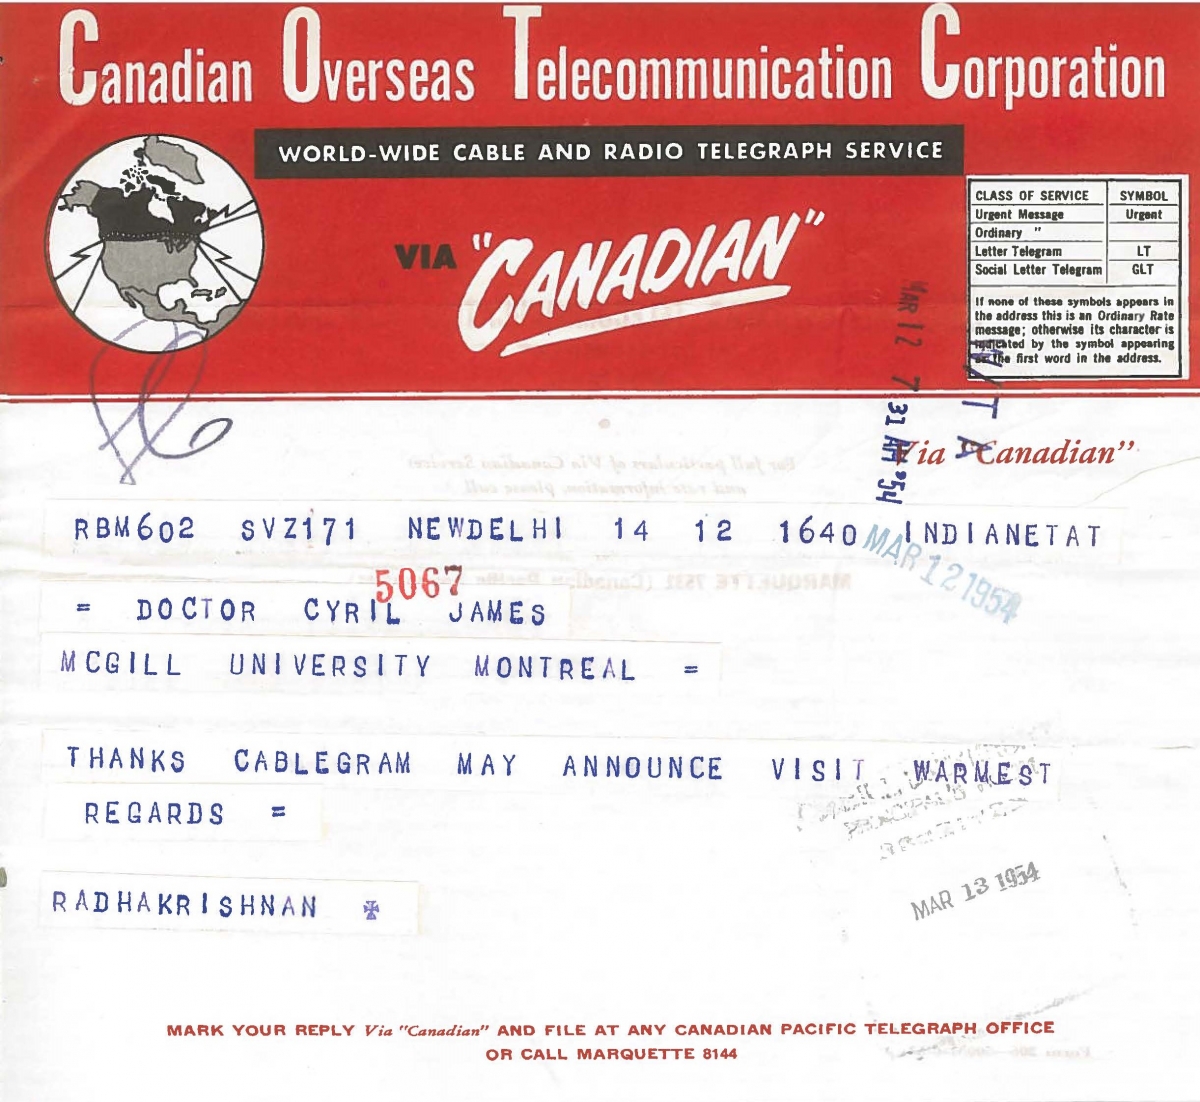 Canadian Overseas Telecommunication Corporation
WORLD-WIDE CABLE AND RADIO TELEGRAPH SERVICE
VIA "CANADIAN"
CLASS OF SERVICE SYMBOL
Urgent Message Urgent
Ordinary "
Letter Telegram LT
Social Letter Telegram GLT
If none of these symbols appears in
the address this is an Ordinary Rate
message; otherwise its character is
indicated by the symbol appearing
the first word in the address.
MAR 12 7 31 AM '54
Via "Canadian"
RBM602 SVZ171 NEWDELHI 14 12 1640 INDIANETAT
MAR 12 1954
5067
= DOCTOR CYRIL JAMES
MCGILL UNIVERSITY MONTREAL =
THANKS CABLEGRAM MAY ANNOUNCE VISIT WARMEST
REGARDS =
RADHAKRISHNAN
MAR 13 1954
MARK YOUR REPLY Via "Canadian" AND FILE AT ANY CANADIAN PACIFIC TELEGRAPH OFFICE
OR CALL MARQUETTE 8144